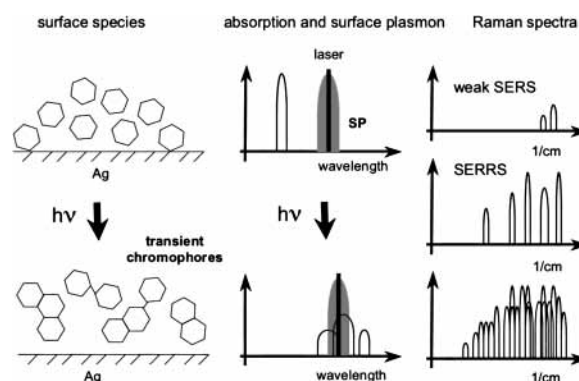 surface species
absorption and surface plasmon
Raman spectra
laser
SP
wavelength
weak SERS
1/cm
Ag
hν
hν
SERRS
1/cm
transient
chromophores
Ag
wavelength
1/cm